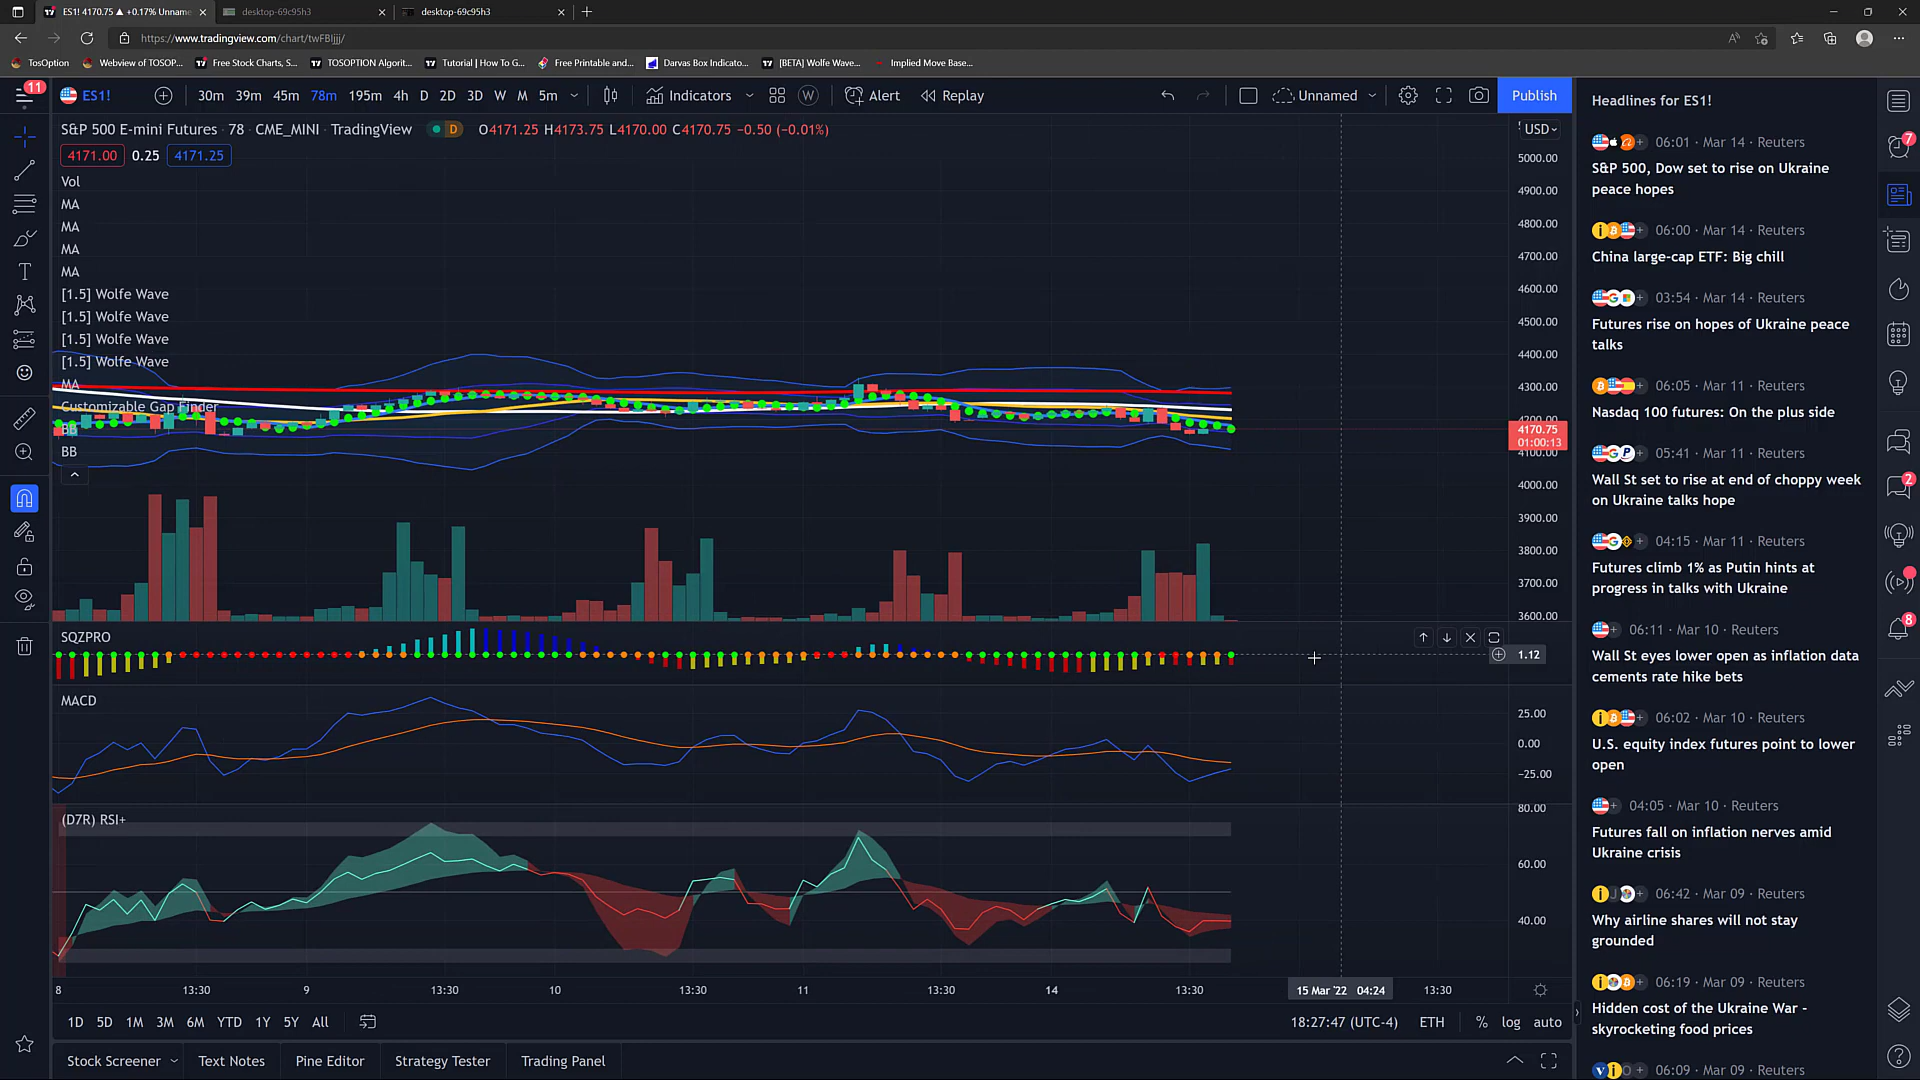 ES1! 4170.75 ▲ +0.17% Unname
desktop-69c95h3
desktop-69c95h3
https://www.tradingview.com/chart/twFBIjjj/
TosOption
Webview of TOSOP...
Free Stock Charts, S...
TOSOPTION Algorit...
Tutorial | How To G...
Free Printable and...
Darvas Box Indicato...
[BETA] Wolfe Wave...
Implied Move Base...
11
ES1!
30m 39m 45m 78m 195m 4h D 2D 3D W M 5m
Indicators
W
Alert
Replay
Unnamed
Publish
S&P 500 E-mini Futures · 78 · CME_MINI · TradingView
D
O4171.25 H4173.75 L4170.00 C4170.75 −0.50 (−0.01%)
USD
4171.00 0.25 4171.25
Vol
MA
MA
MA
MA
[1.5] Wolfe Wave
[1.5] Wolfe Wave
[1.5] Wolfe Wave
[1.5] Wolfe Wave
MA
Customizable Gap Finder
BB
BB
5000.00
4900.00
4800.00
4700.00
4600.00
4500.00
4400.00
4300.00
4200.00
4170.75
01:00:13
4100.00
4000.00
3900.00
3800.00
3700.00
3600.00
SQZPRO
1.12
MACD
25.00
0.00
−25.00
(D7R) RSI+
80.00
60.00
40.00
8 13:30 9 13:30 10 13:30 11 13:30 14 13:30 15 Mar '22 04:24 13:30
1D 5D 1M 3M 6M YTD 1Y 5Y All
18:27:47 (UTC-4) ETH % log auto
Stock Screener
Text Notes
Pine Editor
Strategy Tester
Trading Panel
Headlines for ES1!
06:01 · Mar 14 · Reuters
S&P 500, Dow set to rise on Ukraine
peace hopes
06:00 · Mar 14 · Reuters
China large-cap ETF: Big chill
03:54 · Mar 14 · Reuters
Futures rise on hopes of Ukraine peace
talks
06:05 · Mar 11 · Reuters
Nasdaq 100 futures: On the plus side
05:41 · Mar 11 · Reuters
Wall St set to rise at end of choppy week
on Ukraine talks hope
04:15 · Mar 11 · Reuters
Futures climb 1% as Putin hints at
progress in talks with Ukraine
06:11 · Mar 10 · Reuters
Wall St eyes lower open as inflation data
cements rate hike bets
06:02 · Mar 10 · Reuters
U.S. equity index futures point to lower
open
04:05 · Mar 10 · Reuters
Futures fall on inflation nerves amid
Ukraine crisis
06:42 · Mar 09 · Reuters
Why airline shares will not stay
grounded
06:19 · Mar 09 · Reuters
Hidden cost of the Ukraine War -
skyrocketing food prices
06:09 · Mar 09 · Reuters
7
2
8